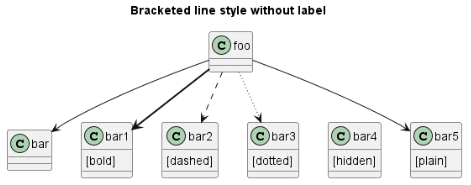 Bracketed line style without label
C foo
C bar
C bar1
C bar2
C bar3
C bar4
C bar5
[bold]
[dashed]
[dotted]
[hidden]
[plain]